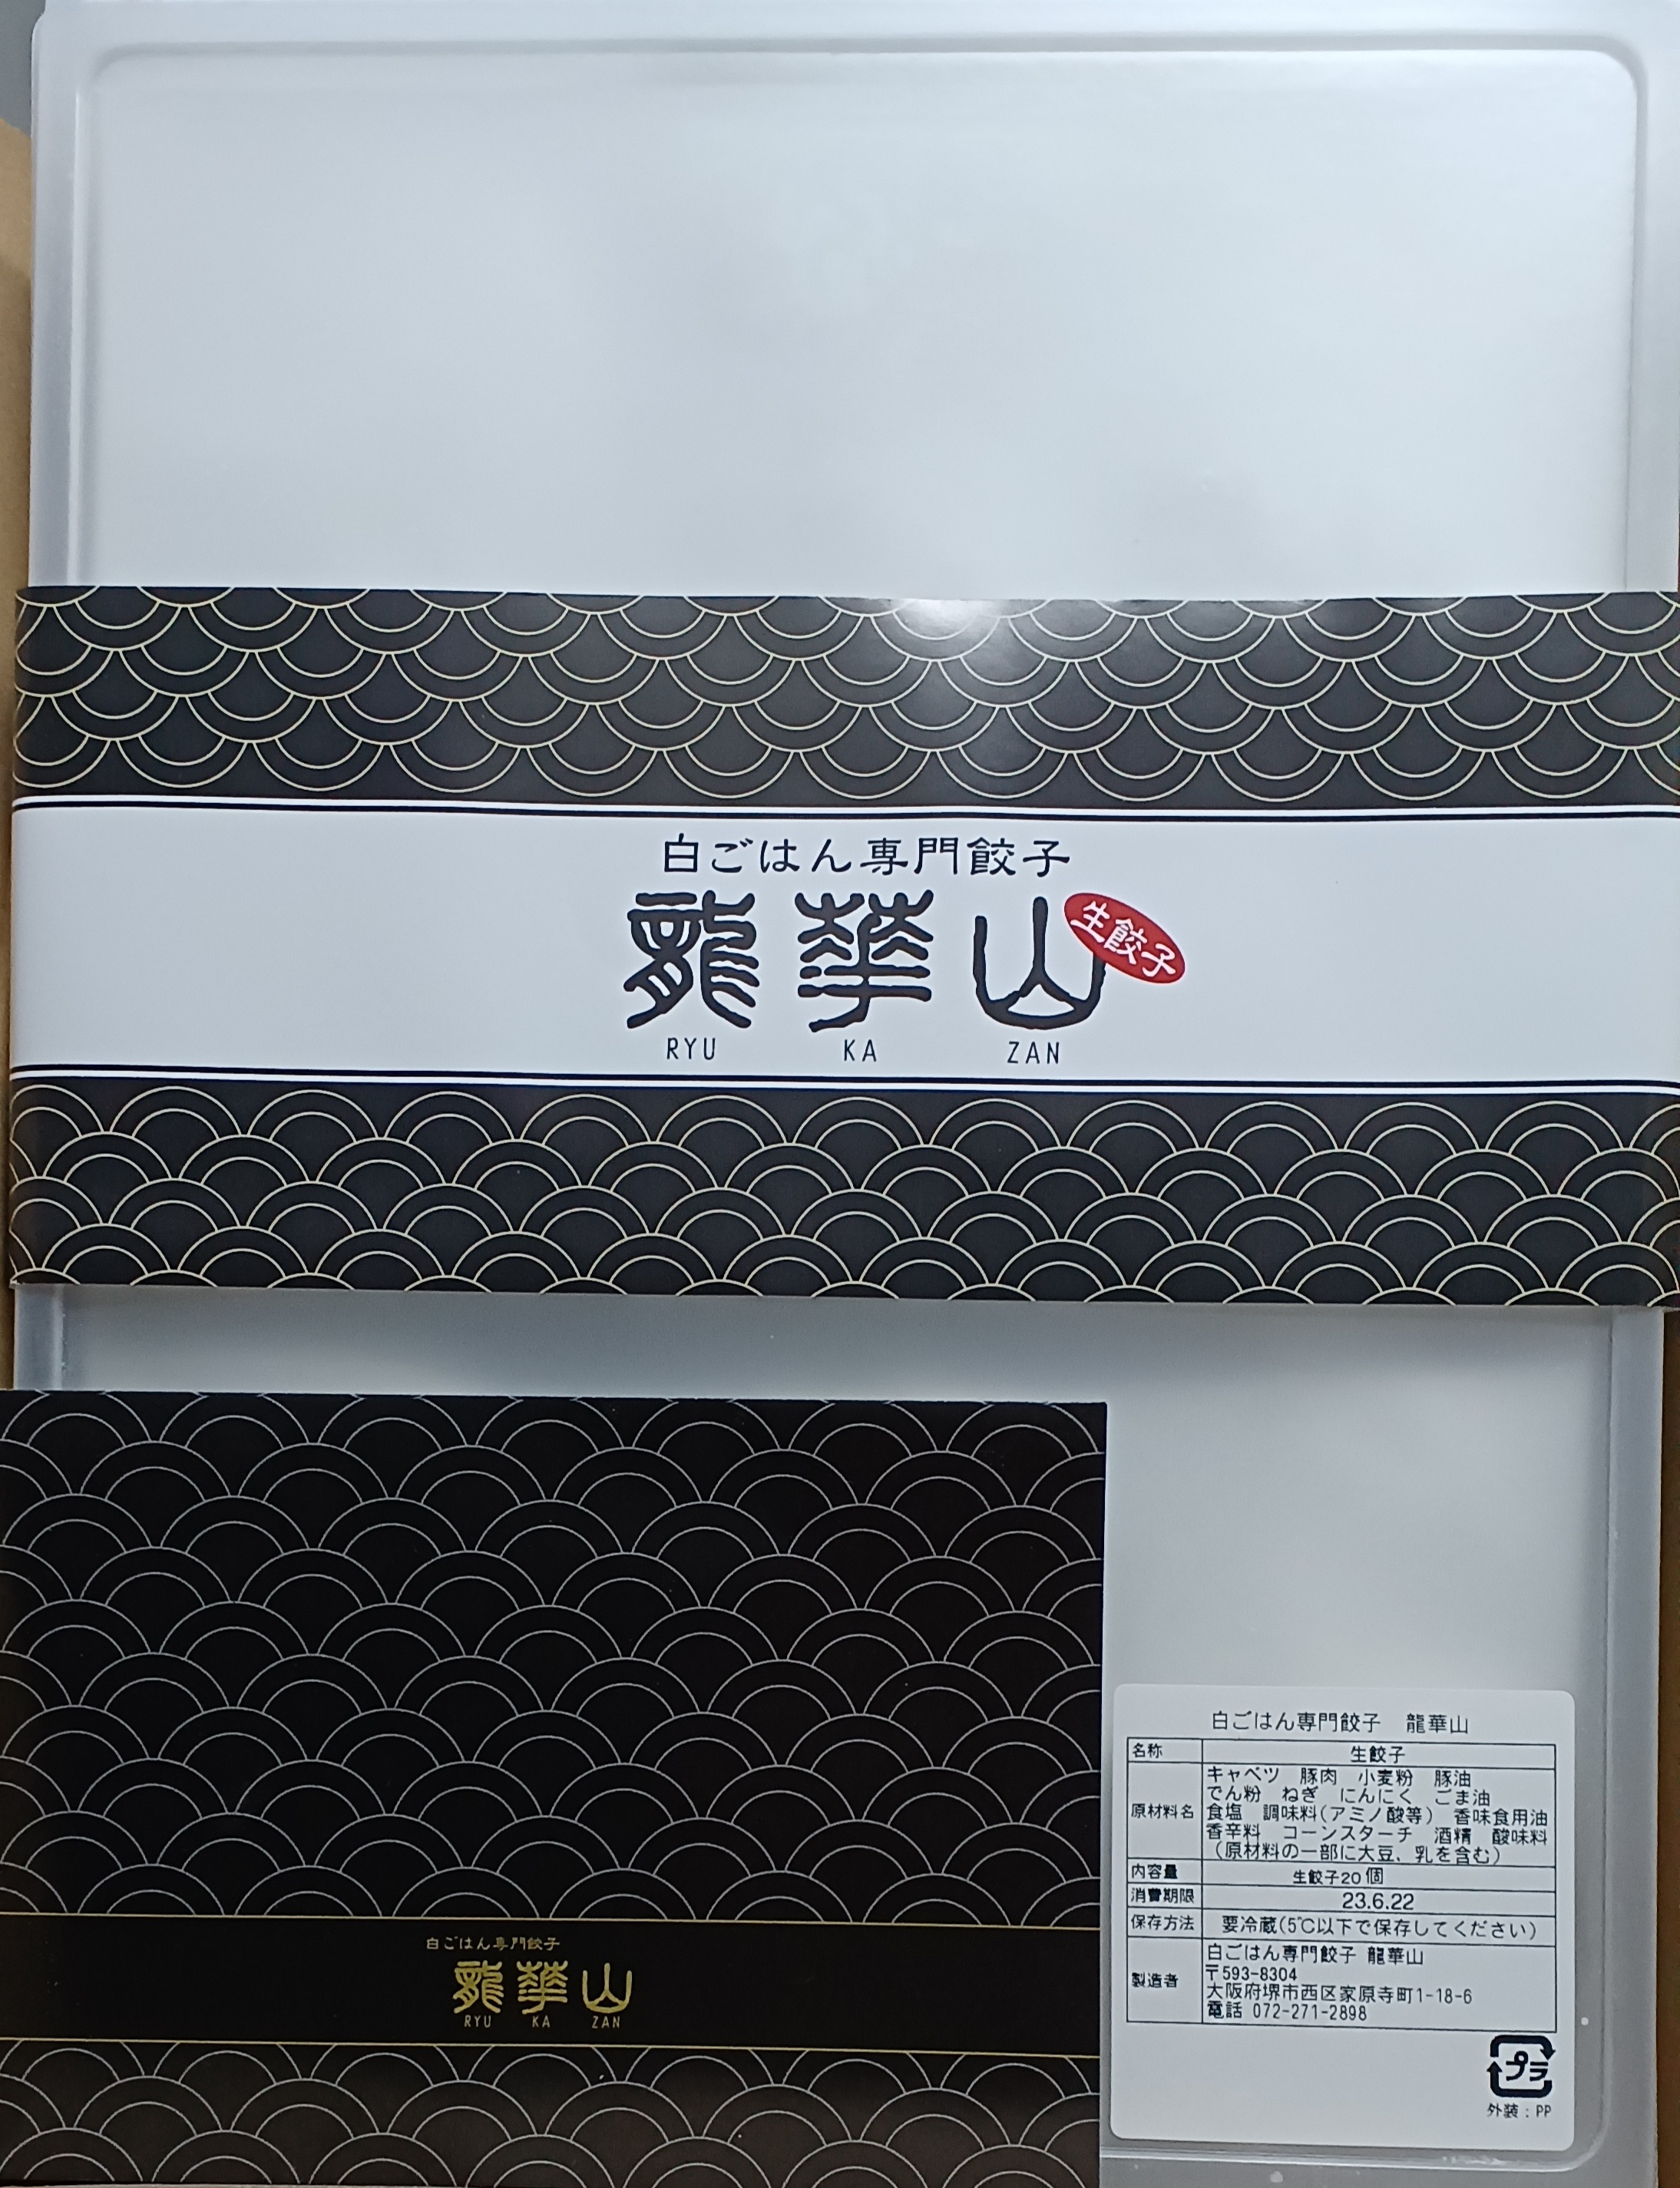 白ごはん専門餃子
龍華山
生餃子
RYU KA ZAN
白ごはん専門餃子
龍華山
RYU KA ZAN
白ごはん専門餃子 龍華山
名称 生餃子
原材料名
キャベツ 豚肉 小麦粉 豚油
でん粉 ねぎ にんにく ごま油
食塩 調味料(アミノ酸等) 香味食用油
香辛料 コーンスターチ 酒精 酸味料
(原材料の一部に大豆、乳を含む)
内容量 生餃子20個
消費期限 23.6.22
保存方法 要冷蔵(5℃以下で保存してください)
製造者
白ごはん専門餃子 龍華山
〒593-8304
大阪府堺市西区家原寺町1-18-6
電話 072-271-2898
プラ
外装:PP